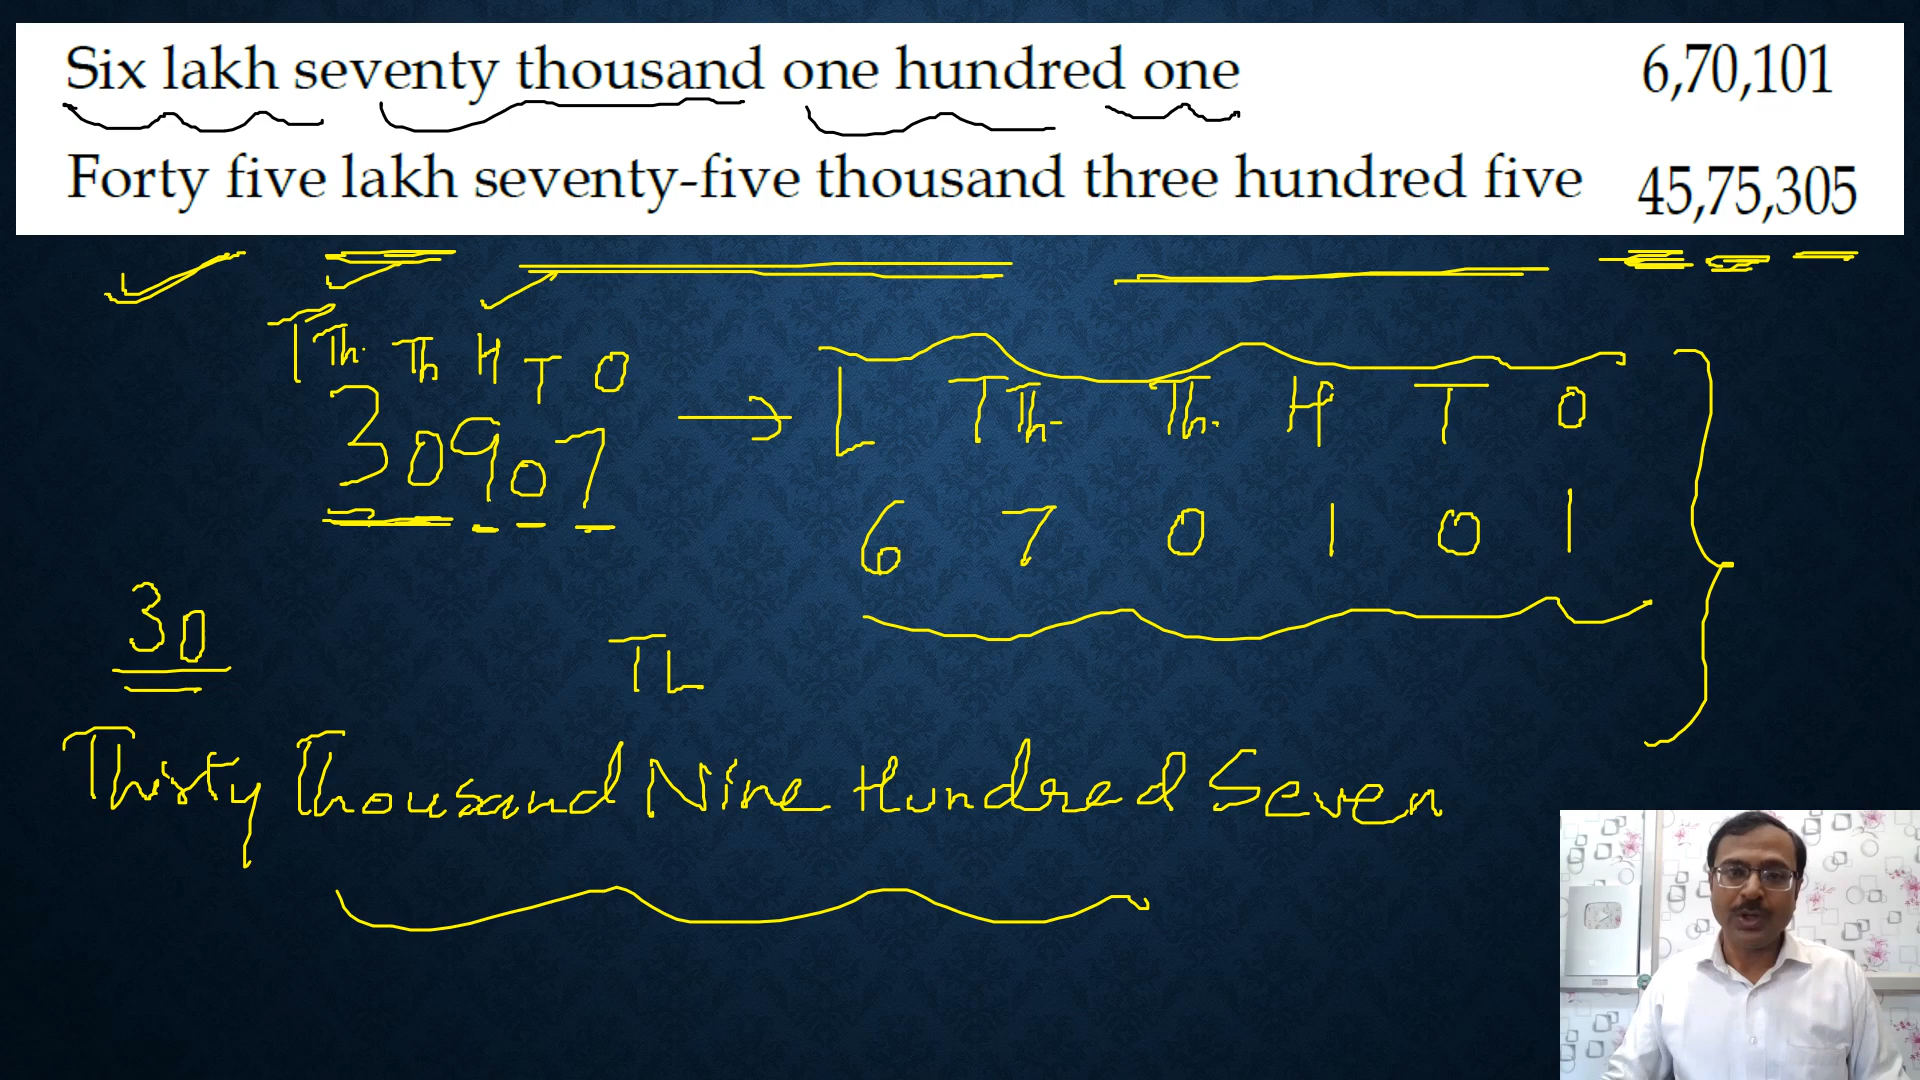 Six lakh seventy thousand one hundred one 6,70,101
Forty five lakh seventy-five thousand three hundred five 45,75,305
TTh. Th H T O
30907 → L TTh. Th. H T O
6 7 0 1 0 1
30
TL
Thirty Thousand Nine Hundred Seven